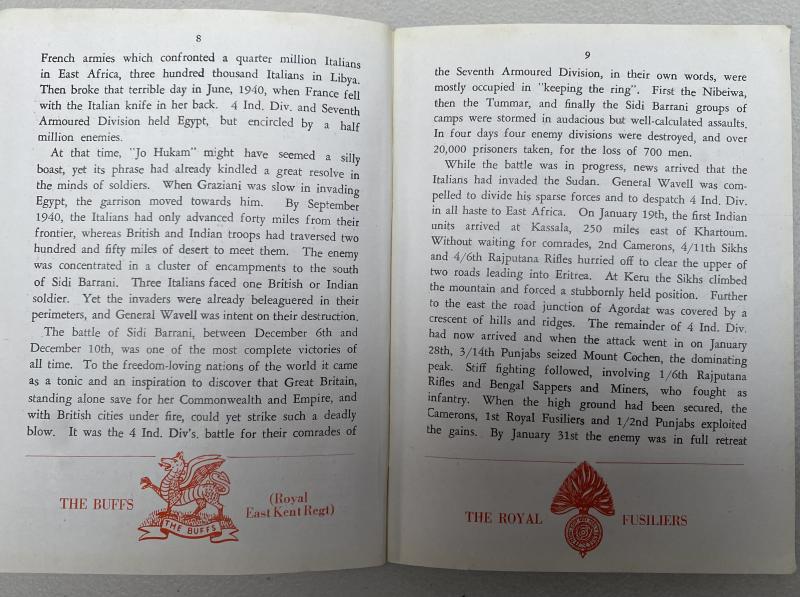 8
French armies which confronted a quarter million Italians
in East Africa, three hundred thousand Italians in Libya.
Then broke that terrible day in June, 1940, when France fell
with the Italian knife in her back. 4 Ind. Div. and Seventh
Armoured Division held Egypt, but encircled by a half
million enemies.
At that time, "Jo Hukam" might have seemed a silly
boast, yet its phrase had already kindled a great resolve in
the minds of soldiers. When Graziani was slow in invading
Egypt, the garrison moved towards him. By September
1940, the Italians had only advanced forty miles from their
frontier, whereas British and Indian troops had traversed two
hundred and fifty miles of desert to meet them. The enemy
was concentrated in a cluster of encampments to the south
of Sidi Barrani. Three Italians faced one British or Indian
soldier. Yet the invaders were already beleaguered in their
perimeters, and General Wavell was intent on their destruction.
The battle of Sidi Barrani, between December 6th and
December 10th, was one of the most complete victories of
all time. To the freedom-loving nations of the world it came
as a tonic and an inspiration to discover that Great Britain,
standing alone save for her Commonwealth and Empire, and
with British cities under fire, could yet strike such a deadly
blow. It was the 4 Ind. Div's. battle for their comrades of
THE BUFFS
THE BUFFS
(Royal
East Kent Regt)
9
the Seventh Armoured Division, in their own words, were
mostly occupied in "keeping the ring". First the Nibeiwa,
then the Tummar, and finally the Sidi Barrani groups of
camps were stormed in audacious but well-calculated assaults.
In four days four enemy divisions were destroyed, and over
20,000 prisoners taken, for the loss of 700 men.
While the battle was in progress, news arrived that the
Italians had invaded the Sudan. General Wavell was com-
pelled to divide his sparse forces and to despatch 4 Ind. Div.
in all haste to East Africa. On January 19th, the first Indian
units arrived at Kassala, 250 miles east of Khartoum.
Without waiting for comrades, 2nd Camerons, 4/11th Sikhs
and 4/6th Rajputana Rifles hurried off to clear the upper of
two roads leading into Eritrea. At Keru the Sikhs climbed
the mountain and forced a stubbornly held position. Further
to the east the road junction of Agordat was covered by a
crescent of hills and ridges. The remainder of 4 Ind. Div.
had now arrived and when the attack went in on January
28th, 3/14th Punjabs seized Mount Cochen, the dominating
peak. Stiff fighting followed, involving 1/6th Rajputana
Rifles and Bengal Sappers and Miners, who fought as
infantry. When the high ground had been secured, the
Camerons, 1st Royal Fusiliers and 1/2nd Punjabs exploited
the gains. By January 31st the enemy was in full retreat
THE ROYAL
FUSILIERS